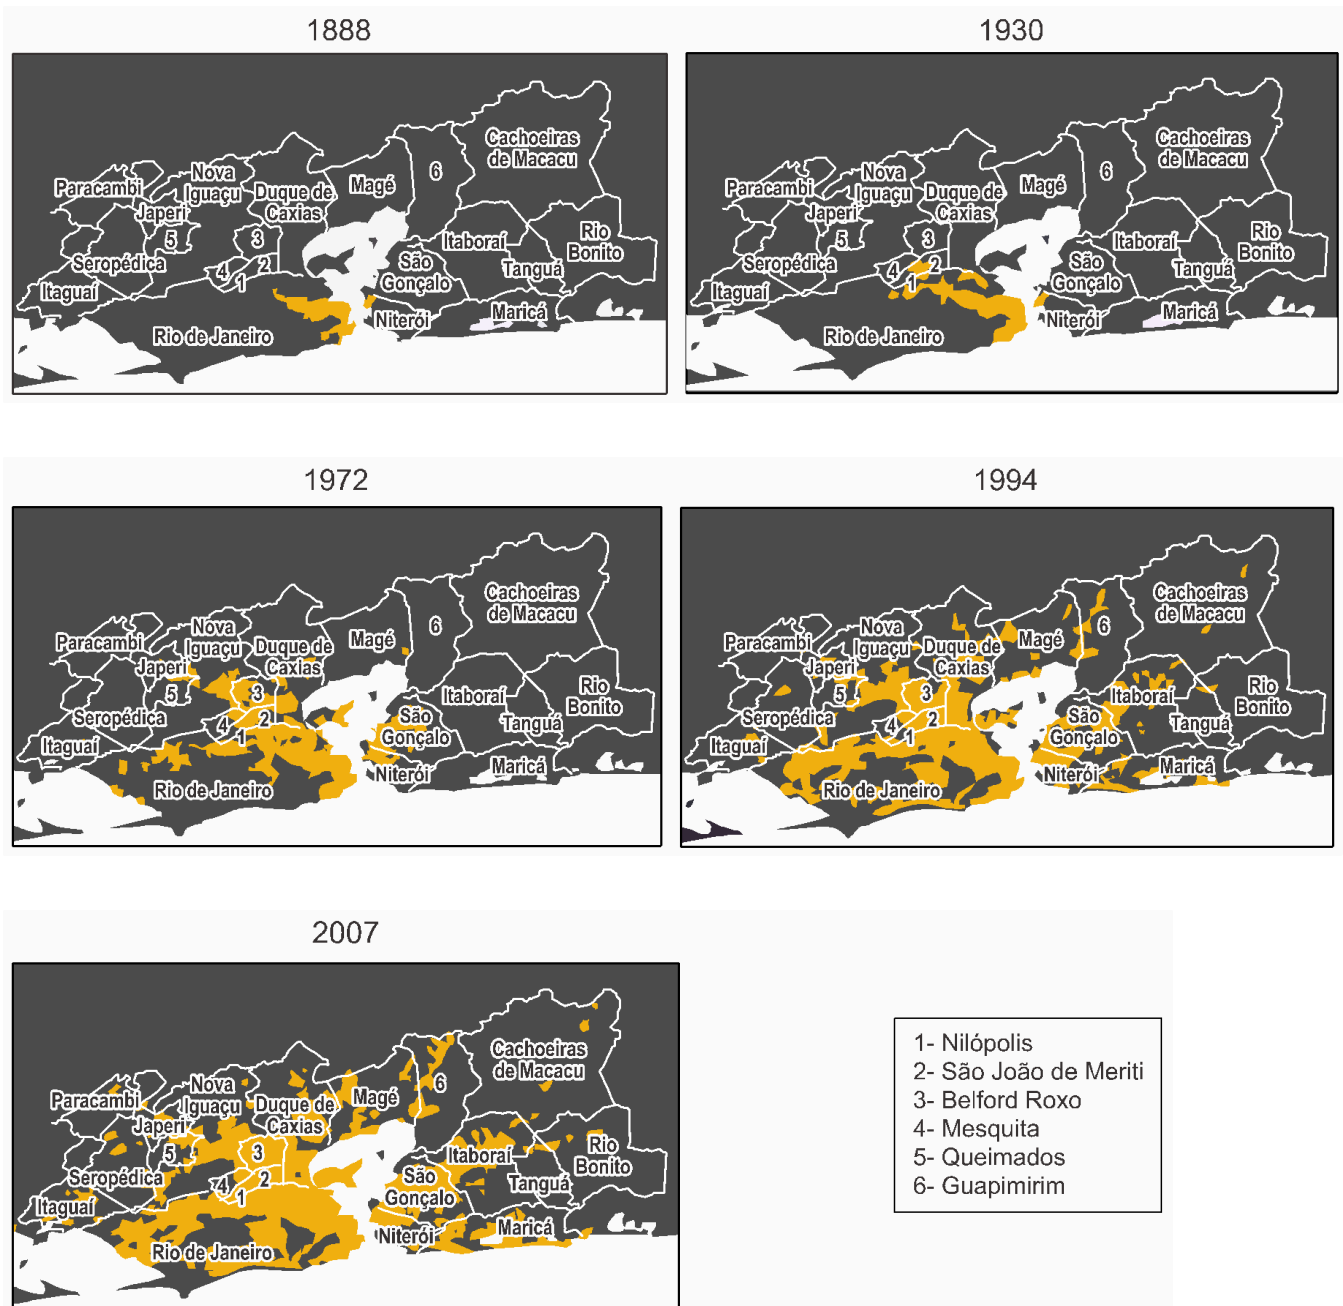 1888
Cachoeiras
de Macacu
6
Nova
Iguaçu
Magé
Paracambi
Duque de
Caxias
Japeri
5
3
Itaboraí
Rio
Bonito
Seropédica
4
2
São
Gonçalo
Tanguá
1
Itaguaí
Niterói
Maricá
Rio de Janeiro
1930
Cachoeiras
de Macacu
6
Nova
Iguaçu
Magé
Paracambi
Duque de
Caxias
Japeri
5
3
Itaboraí
Rio
Bonito
Seropédica
4
2
São
Gonçalo
Tanguá
1
Itaguaí
Niterói
Maricá
Rio de Janeiro
1972
Cachoeiras
de Macacu
6
Nova
Iguaçu
Magé
Paracambi
Duque de
Caxias
Japeri
5
3
Itaboraí
Rio
Bonito
Seropédica
4
2
São
Gonçalo
Tanguá
1
Itaguaí
Niterói
Maricá
Rio de Janeiro
1994
Cachoeiras
de Macacu
6
Nova
Iguaçu
Magé
Paracambi
Duque de
Caxias
Japeri
5
3
Itaboraí
Rio
Bonito
Seropédica
4
2
São
Gonçalo
Tanguá
1
Itaguaí
Niterói
Maricá
Rio de Janeiro
2007
Cachoeiras
de Macacu
6
Nova
Iguaçu
Magé
Paracambi
Duque de
Caxias
Japeri
5
3
Itaboraí
Rio
Bonito
Seropédica
4
2
São
Gonçalo
Tanguá
1
Itaguaí
Niterói
Maricá
Rio de Janeiro
1- Nilópolis
2- São João de Meriti
3- Belford Roxo
4- Mesquita
5- Queimados
6- Guapimirim